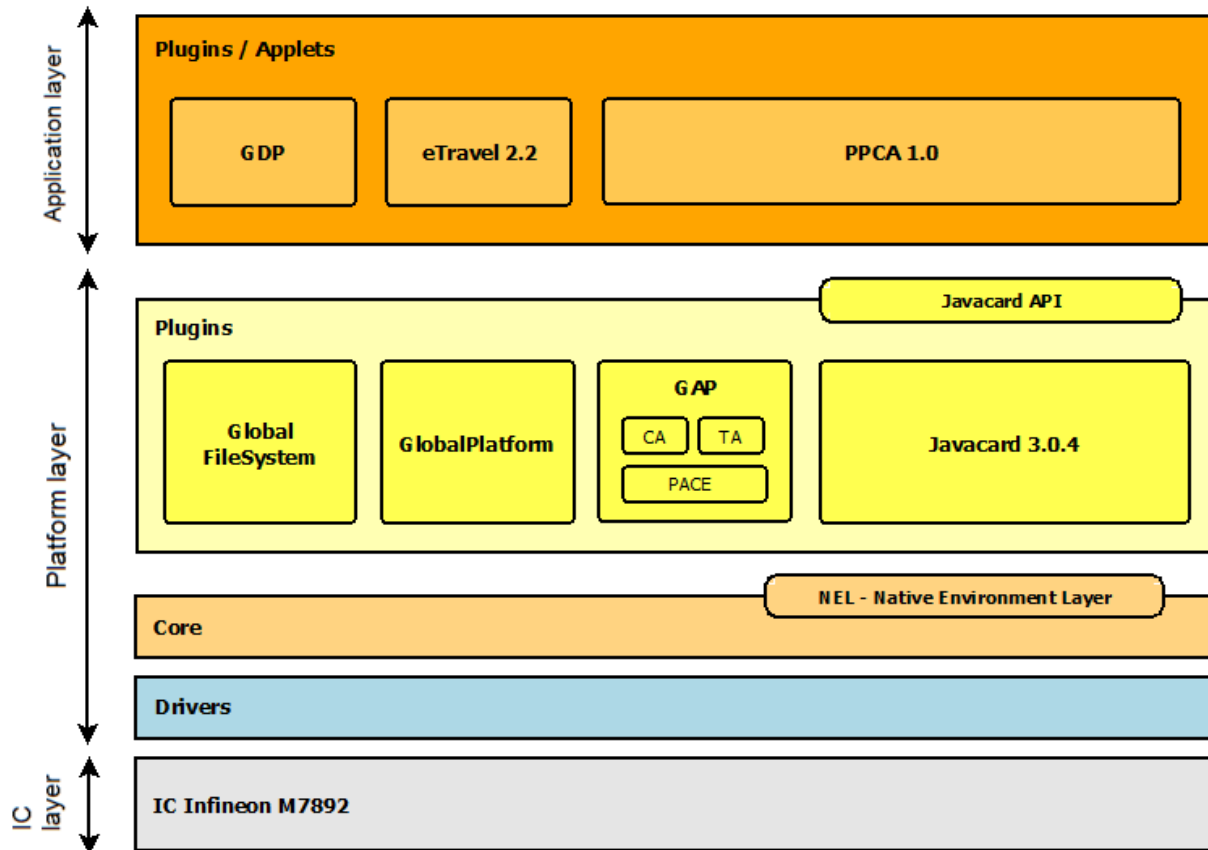 Application layer
Plugins / Applets
GDP
eTravel 2.2
PPCA 1.0
Platform layer
Javacard API
Plugins
Global
FileSystem
GlobalPlatform
GAP
CA
TA
PACE
Javacard 3.0.4
NEL - Native Environment Layer
Core
Drivers
IC
layer
IC Infineon M7892